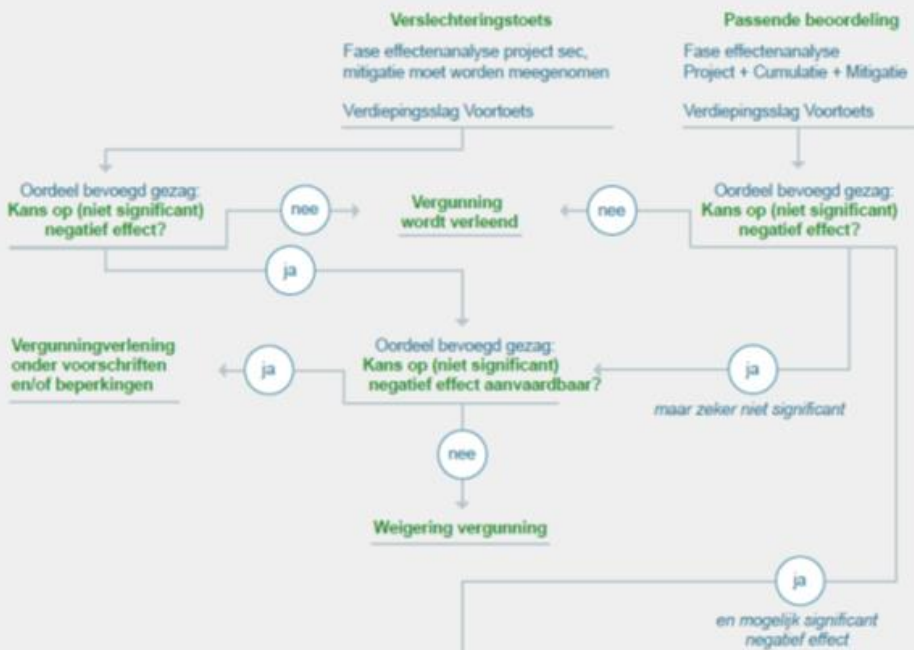 Verslechteringstoets
Fase effectenanalyse project sec,
mitigatie moet worden meegenomen
Verdiepingsslag Voortoets
Passende beoordeling
Fase effectenanalyse
Project + Cumulatie + Mitigatie
Verdiepingsslag Voortoets
Oordeel bevoegd gezag:
Kans op (niet significant)
negatief effect?
nee
Vergunning
wordt verleend
nee
Oordeel bevoegd gezag:
Kans op (niet significant)
negatief effect?
ja
Vergunningverlening
onder voorschriften
en/of beperkingen
ja
Oordeel bevoegd gezag:
Kans op (niet significant)
negatief effect aanvaardbaar?
ja
maar zeker niet significant
nee
Weigering vergunning
ja
en mogelijk significant
negatief effect